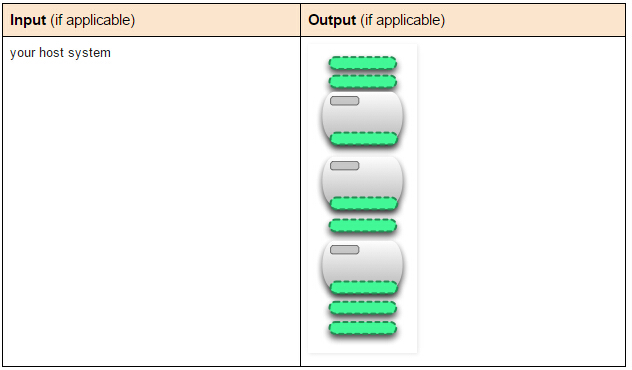 Input (if applicable)
Output (if applicable)
your host system